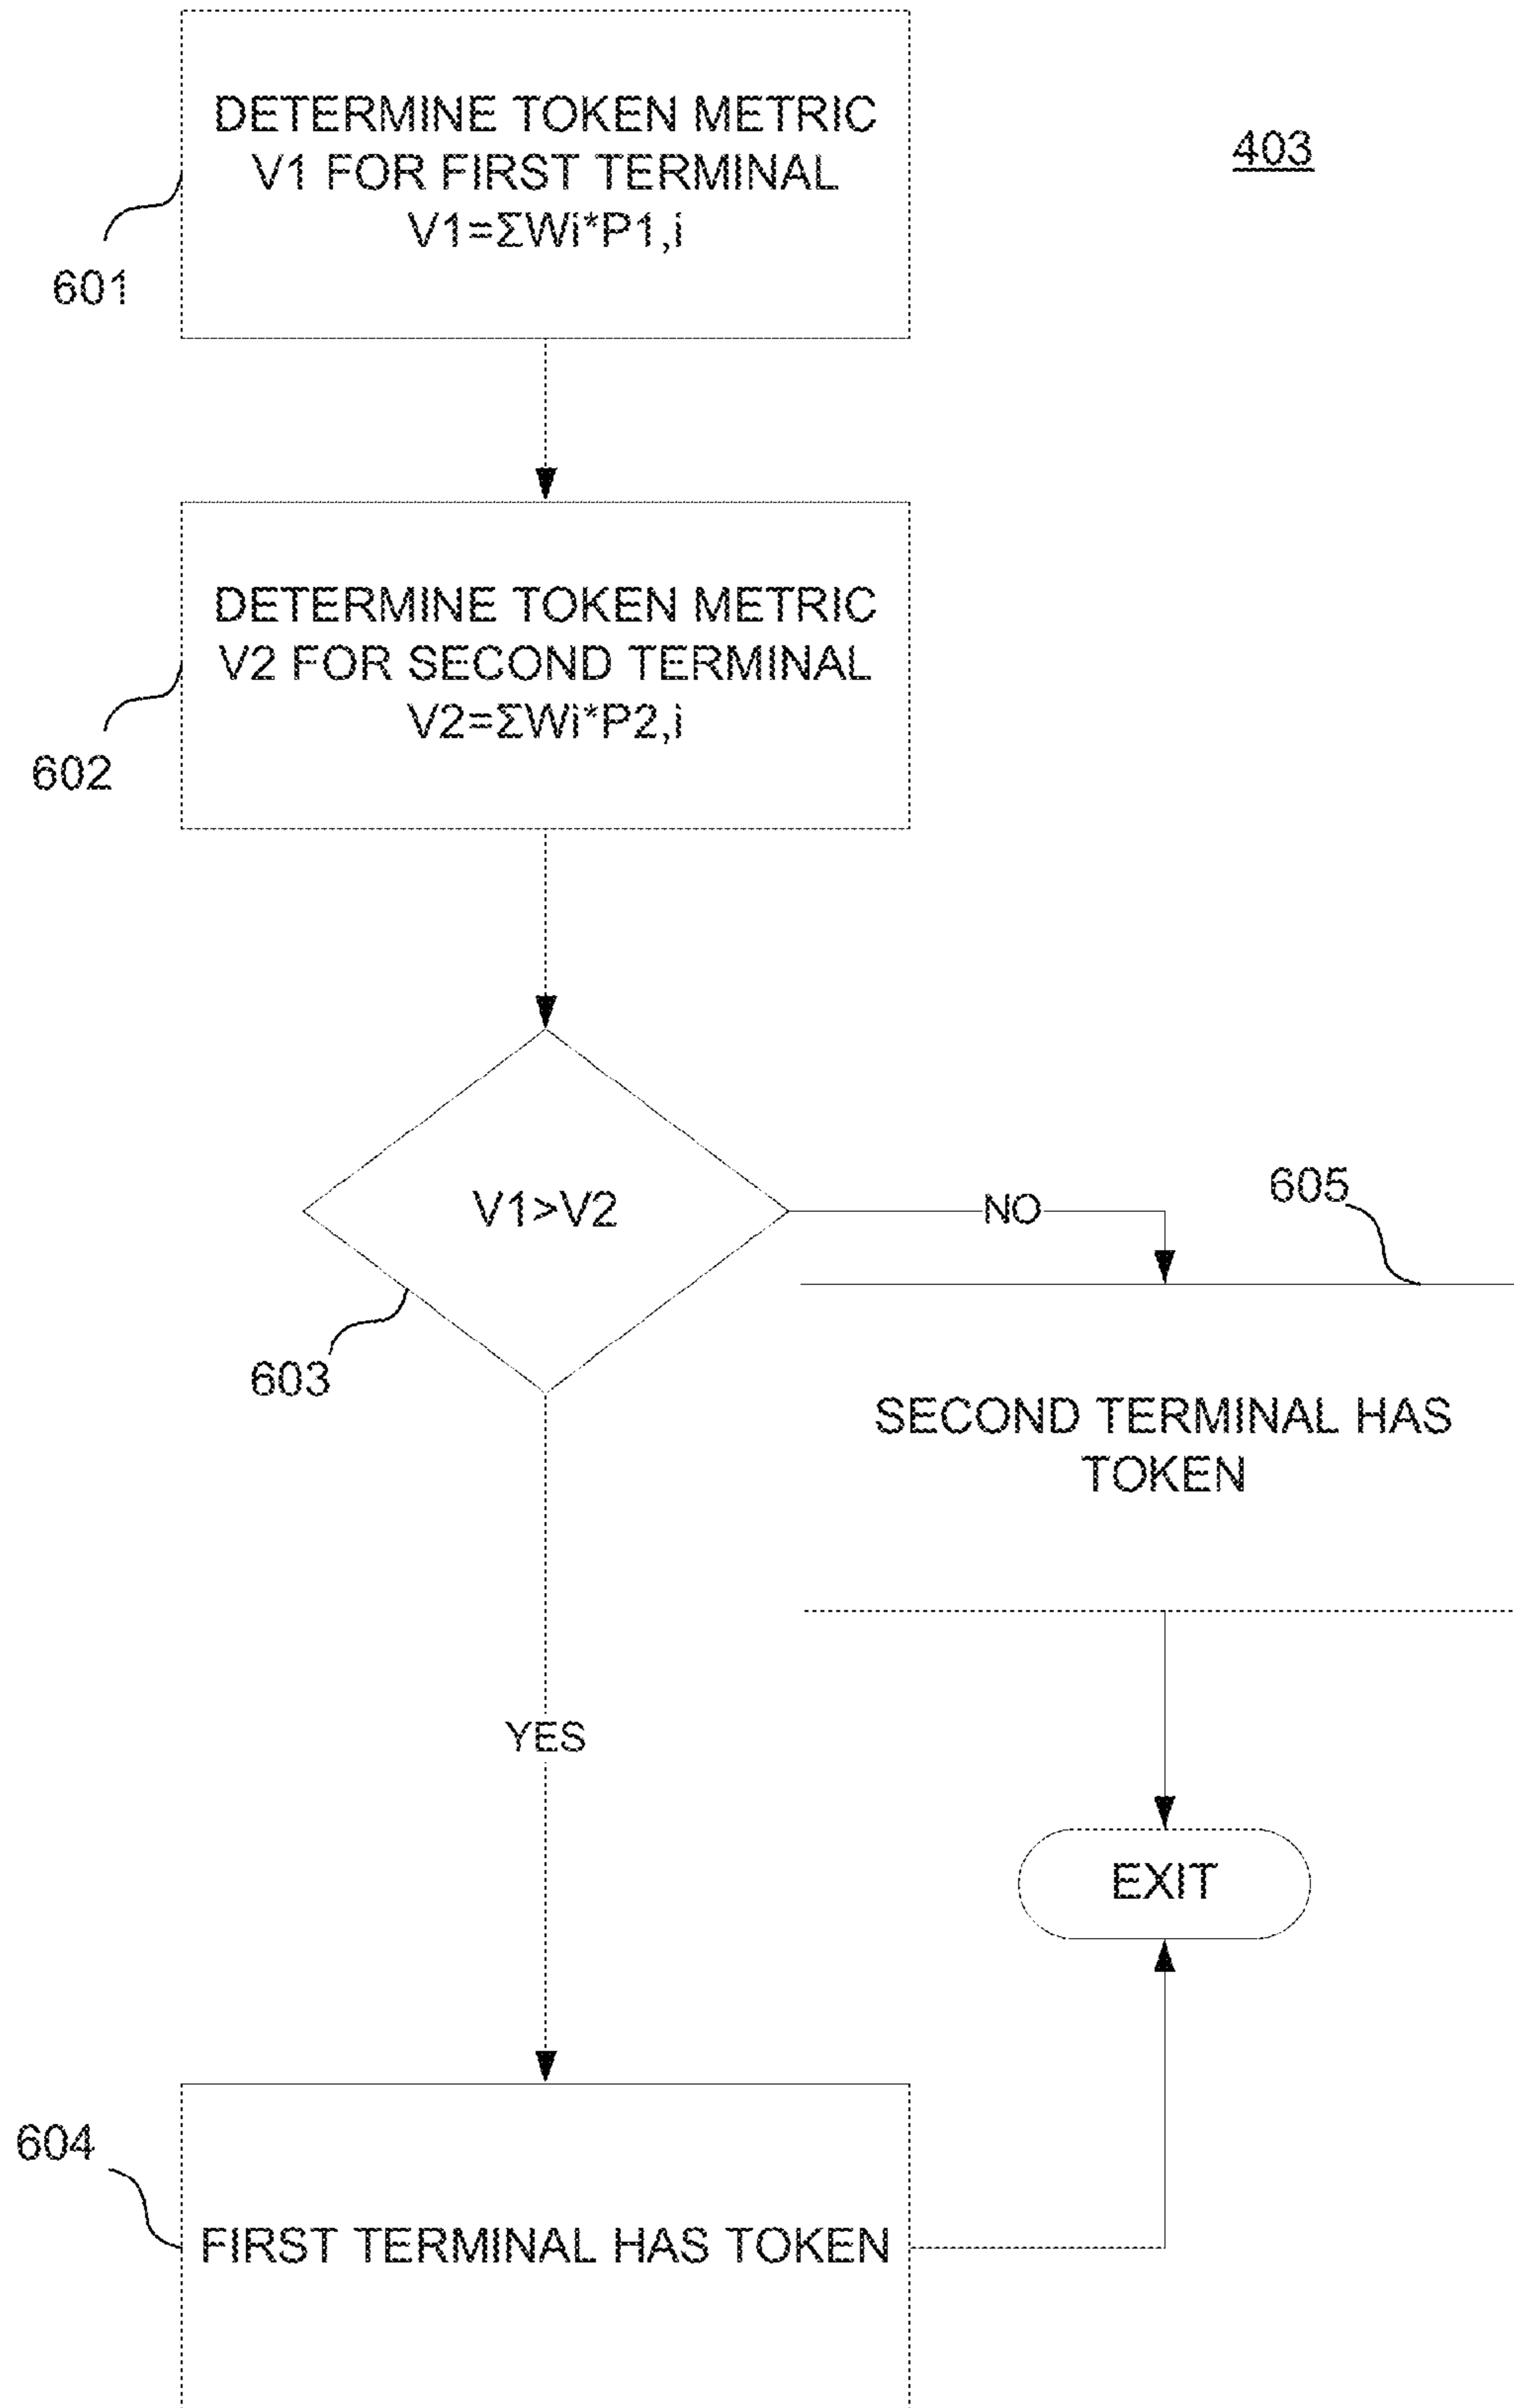 DETERMINE TOKEN METRIC
V1 FOR FIRST TERMINAL
V1=ΣWi*P1,i
403
601
DETERMINE TOKEN METRIC
V2 FOR SECOND TERMINAL
V2=ΣWi*P2,i
602
V1>V2
NO
605
603
SECOND TERMINAL HAS
TOKEN
YES
EXIT
604
FIRST TERMINAL HAS TOKEN